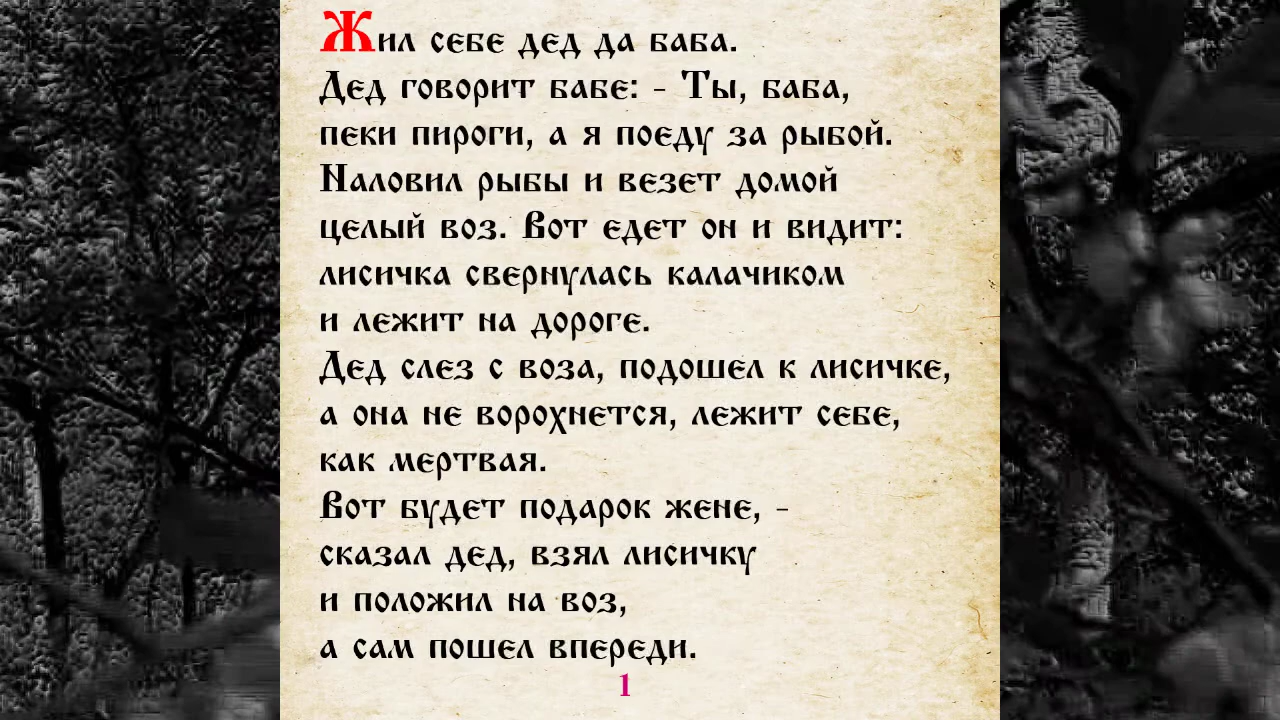 Жил себе дед да баба.
Дед говорит бабе: - Ты, баба,
пеки пироги, а я поеду за рыбой.
Наловил рыбы и везет домой
целый воз. Вот едет он и видит:
лисичка свернулась калачиком
и лежит на дороге.
Дед слез с воза, подошел к лисичке,
а она не ворохнется, лежит себе,
как мертвая.
Вот будет подарок жене, -
сказал дед, взял лисичку
и положил на воз,
а сам пошел впереди.
1